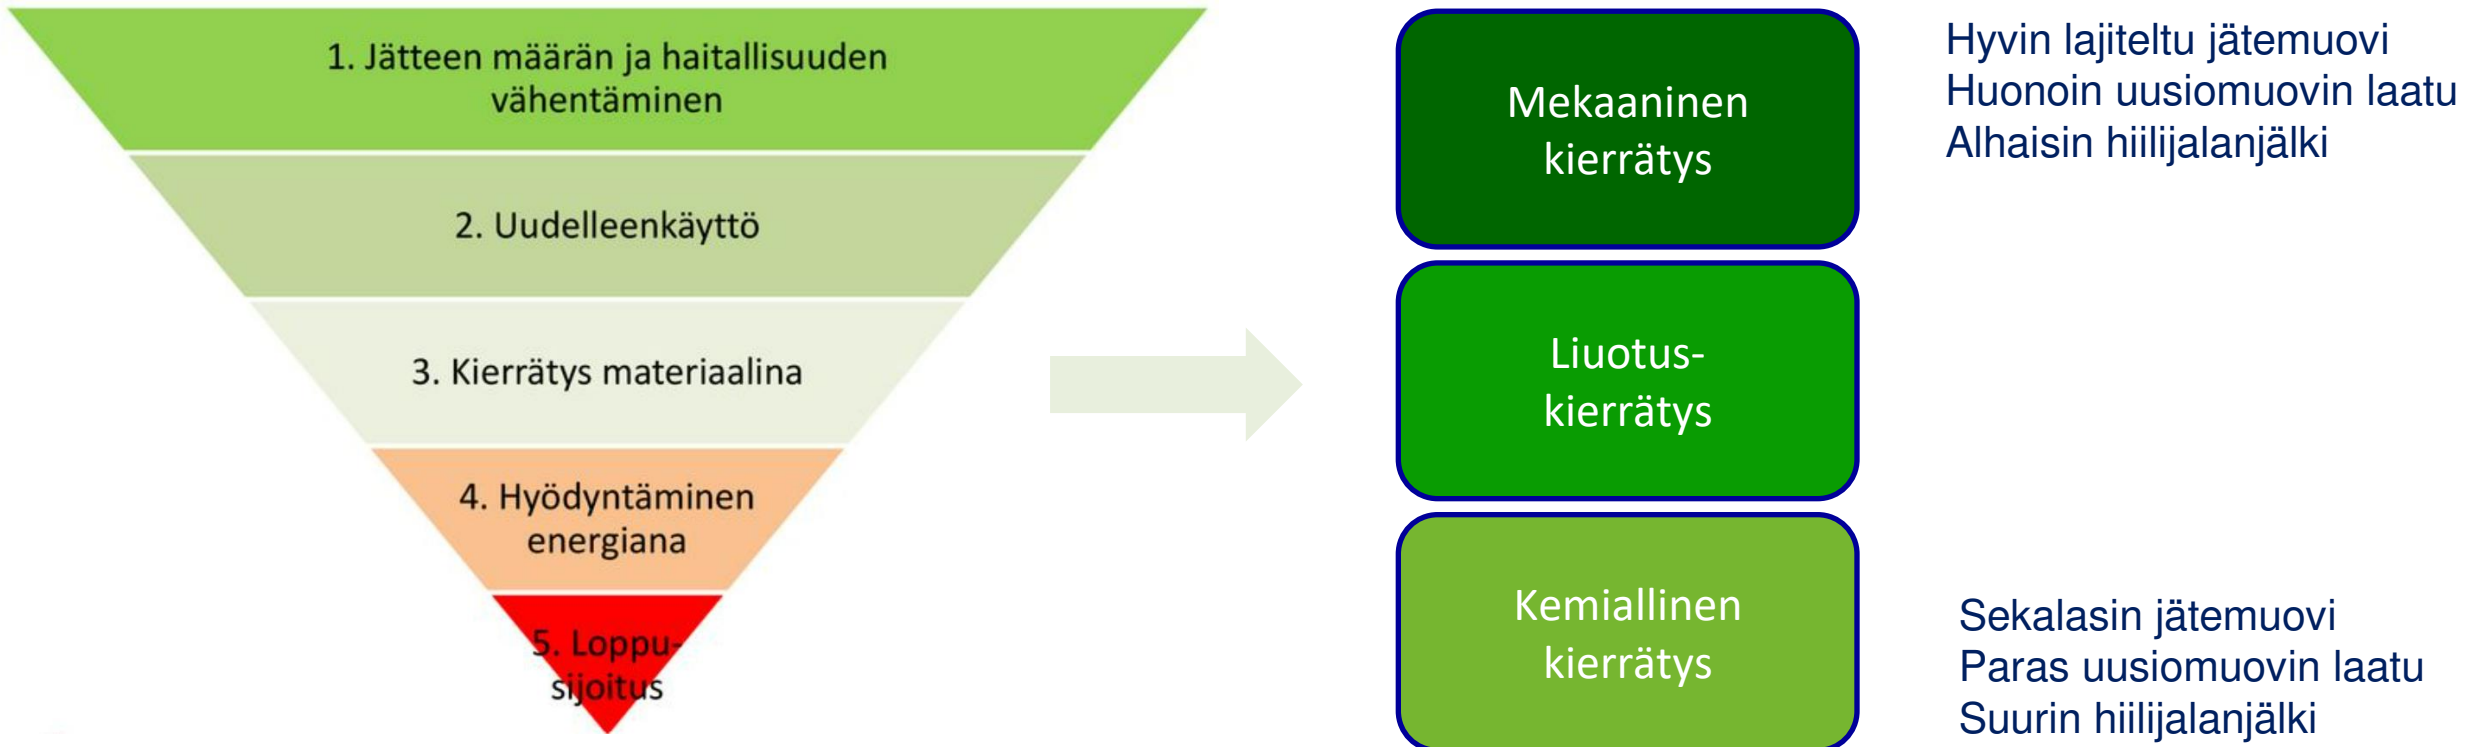 1. Jätteen määrän ja haitallisuuden
vähentäminen
2. Uudelleenkäyttö
3. Kierrätys materiaalina
4. Hyödyntäminen
energiana
5. Loppu-
sijoitus
Mekaaninen
kierrätys
Liuotus-
kierrätys
Kemiallinen
kierrätys
Hyvin lajiteltu jätemuovi
Huonoin uusiomuovin laatu
Alhaisin hiilijalanjälki
Sekalasin jätemuovi
Paras uusiomuovin laatu
Suurin hiilijalanjälki